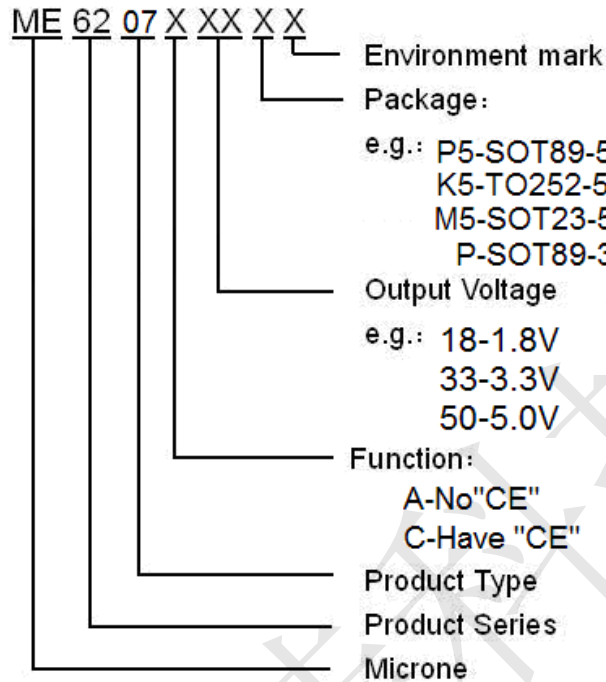 ME 62 07 X XX X X
Environment mark
Package:
e.g.: P5-SOT89-5
K5-TO252-5
M5-SOT23-5
P-SOT89-3
Output Voltage
e.g.: 18-1.8V
33-3.3V
50-5.0V
Function:
A-No"CE"
C-Have "CE"
Product Type
Product Series
Microne